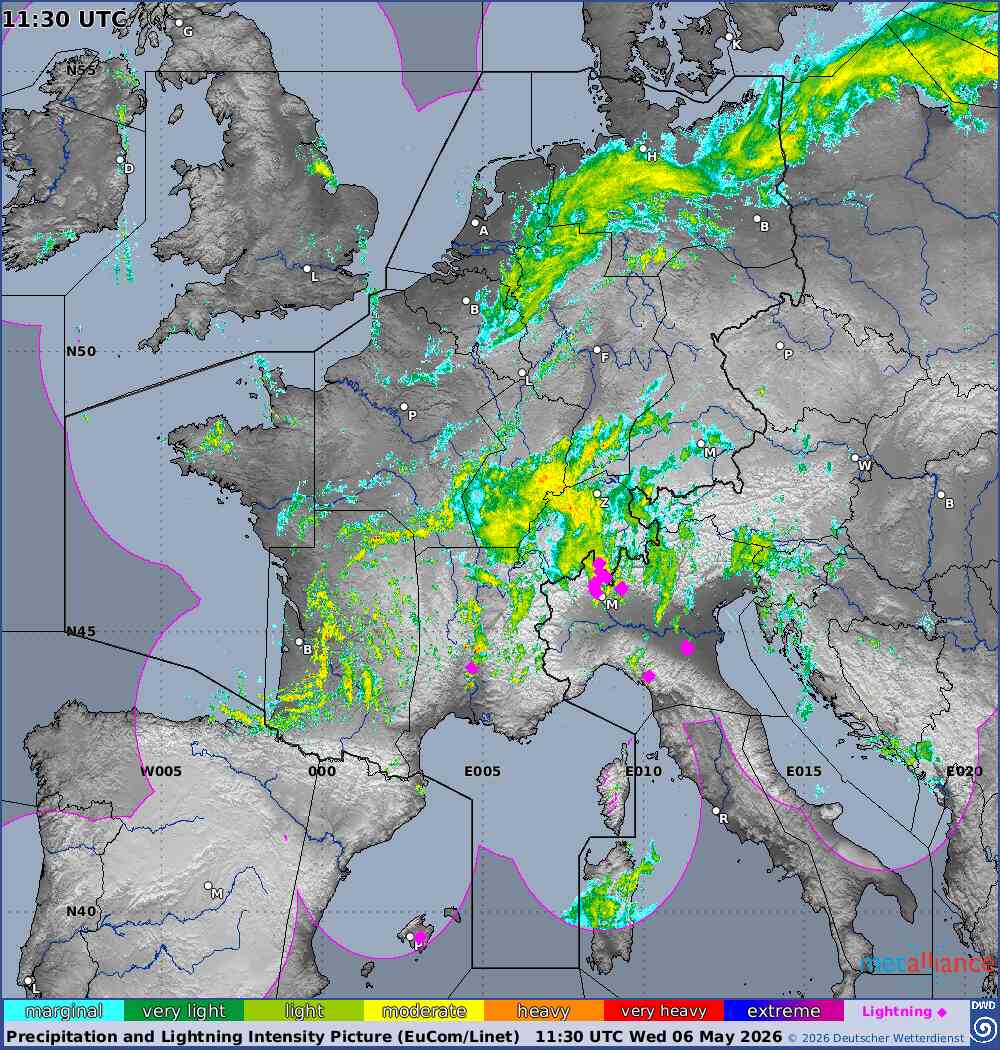 11:30 UTC
G
K
N55
D
H
A
B
L
B
N50
F
P
L
P
M
W
Z
B
M
N45
B
W005
000
E005
E010
E015
E020
R
M
N40
P
L
metalliance
marginal very light light moderate heavy very heavy extreme Lightning
DWD
Precipitation and Lightning Intensity Picture (EuCom/Linet) 11:30 UTC Wed 06 May 2026 © 2026 Deutscher Wetterdienst